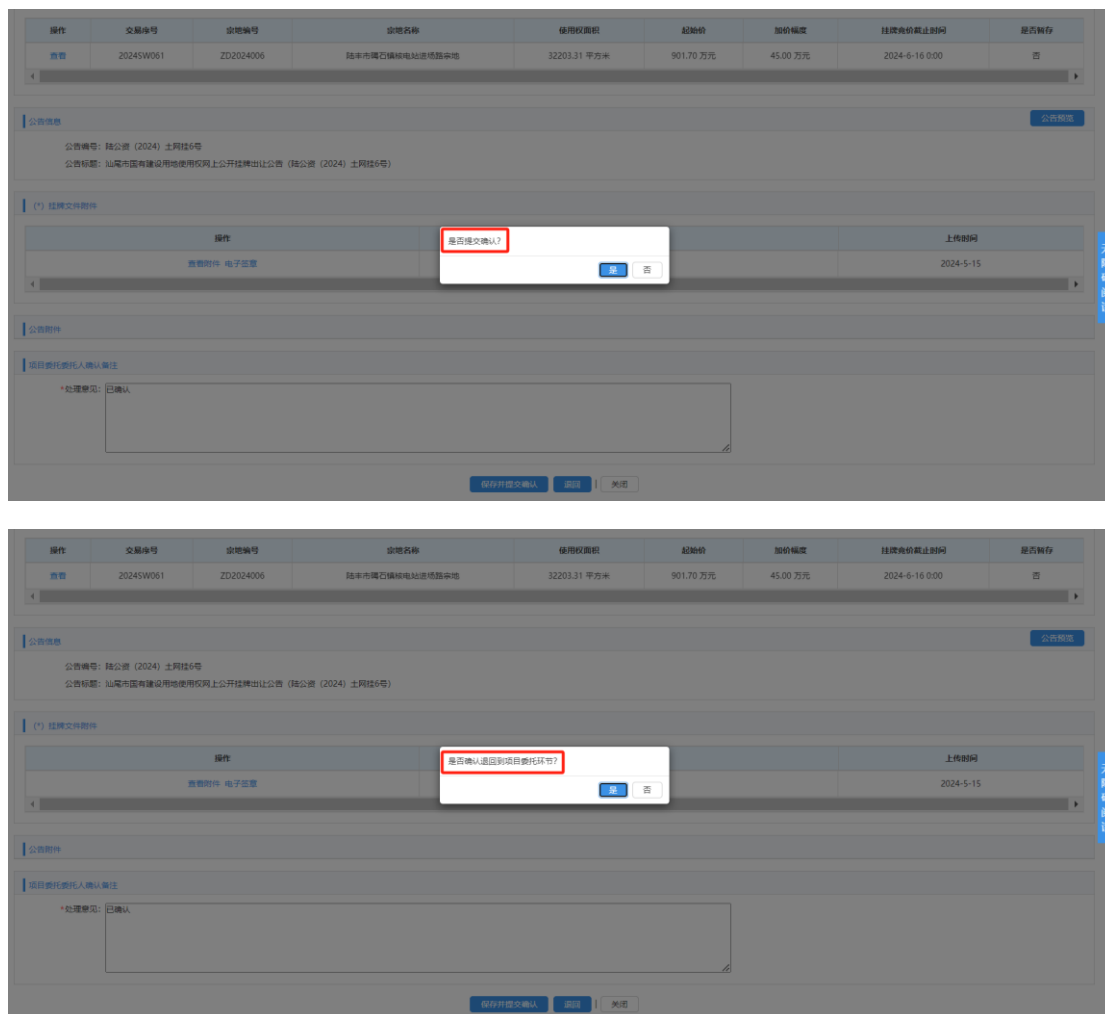 操作 交易序号 宗地编号 宗地名称 使用权面积 起始价 加价幅度 挂牌竞价截止时间 是否暂存
查看 2024SW061 ZD2024006 陆丰市碣石镇核电站进场路宗地 32203.31 平方米 901.70 万元 45.00 万元 2024-6-16 0:00 否
公告信息 公告预览
公告编号：陆公资（2024）土网挂6号
公告标题：汕尾市国有建设用地使用权网上公开挂牌出让公告（陆公资（2024）土网挂6号）
(*) 挂牌文件附件
操作 上传时间
是否提交确认?
查看附件 电子签章 2024-5-15
是 否
公告附件
项目委托委托人确认备注
*处理意见: 已确认
保存并提交确认 退回 | 关闭
操作 交易序号 宗地编号 宗地名称 使用权面积 起始价 加价幅度 挂牌竞价截止时间 是否暂存
查看 2024SW061 ZD2024006 陆丰市碣石镇核电站进场路宗地 32203.31 平方米 901.70 万元 45.00 万元 2024-6-16 0:00 否
公告信息 公告预览
公告编号：陆公资（2024）土网挂6号
公告标题：汕尾市国有建设用地使用权网上公开挂牌出让公告（陆公资（2024）土网挂6号）
(*) 挂牌文件附件
操作 上传时间
是否确认退回到项目委托环节?
查看附件 电子签章 2024-5-15
是 否
公告附件
项目委托委托人确认备注
*处理意见: 已确认
保存并提交确认 退回 | 关闭